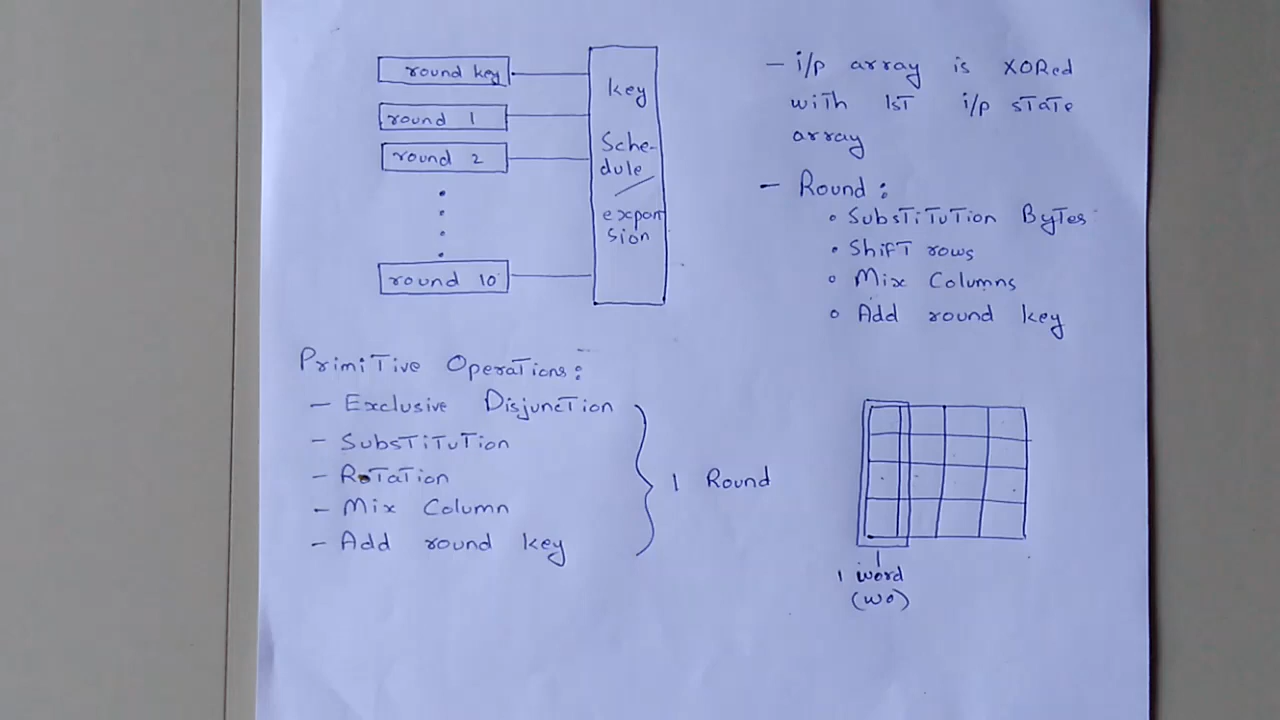 round key
round 1
round 2
round 10
key
Sche-
dule
/
expan
sion
- i/p array is XORed
with 1st i/p state
array
- Round:
• Substitution Bytes
• Shift rows
• Mix Columns
• Add round key
Primitive Operations:
- Exclusive Disjunction
- Substitution
- Rotation
- Mix Column
- Add round key
1 Round
1 word
(w0)